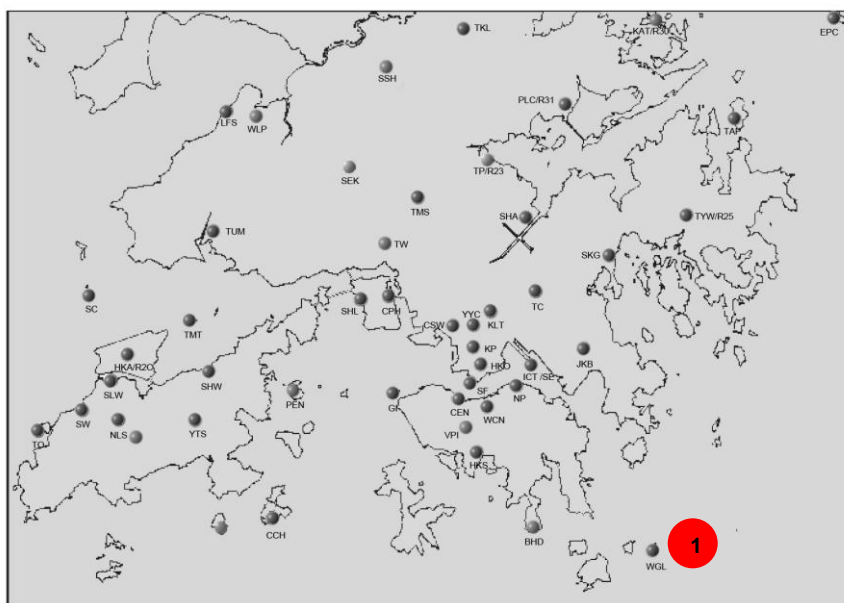 TKL
KAT/R30
EPC
SSH
PLC/R31
LFS
WLP
TAP
SEK
TP/R23
TMS
SHA
TYW/R25
TUM
TW
SKG
SC
TC
SHL
CPH
YYC
CSW
KLT
TMT
KP
HKO
JKB
HKA/R2O
SHW
ICT /SE
SLW
SF
NP
PEN
GI
CEN
WCN
SW
NLS
YTS
VPI
TO
HKS
CCH
BHD
1
WGL